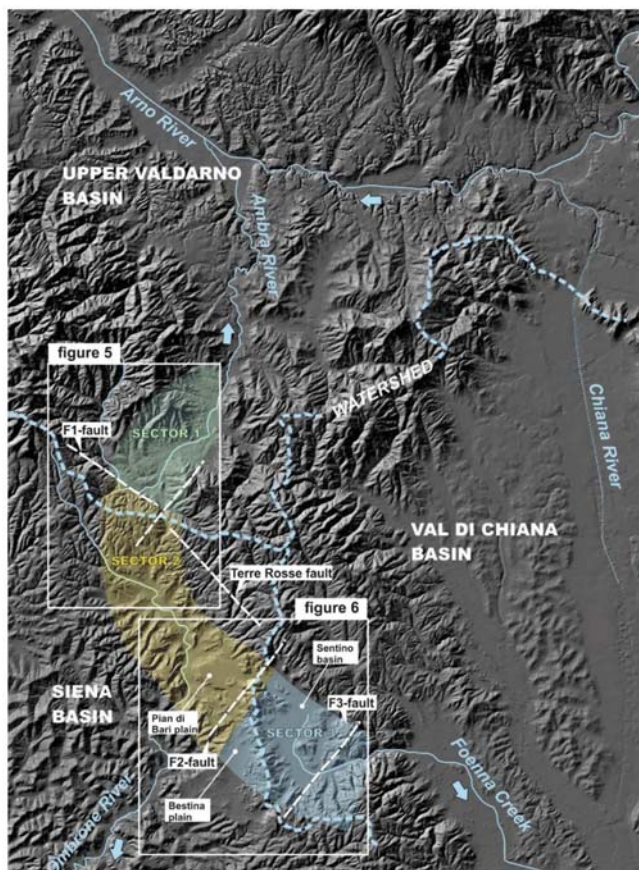 Arno River
UPPER VALDARNO
BASIN
Ambra River
figure 5
F1-fault
SECTOR 1
WATERSHED
Chiana River
VAL DI CHIANA
BASIN
SECTOR 2
Terre Rosse fault
figure 6
Sentino
basin
SIENA
BASIN
F3-fault
Pian di
Bari plain
SECTOR 3
F2-fault
Foenna Creek
Bestina
plain
Ombrone River